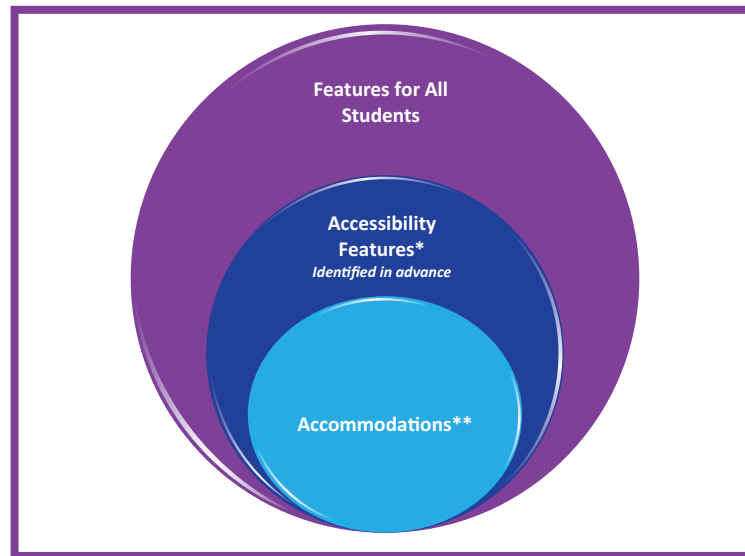 Features for All
Students
Accessibility
Features*
Identified in advance
Accommodations**